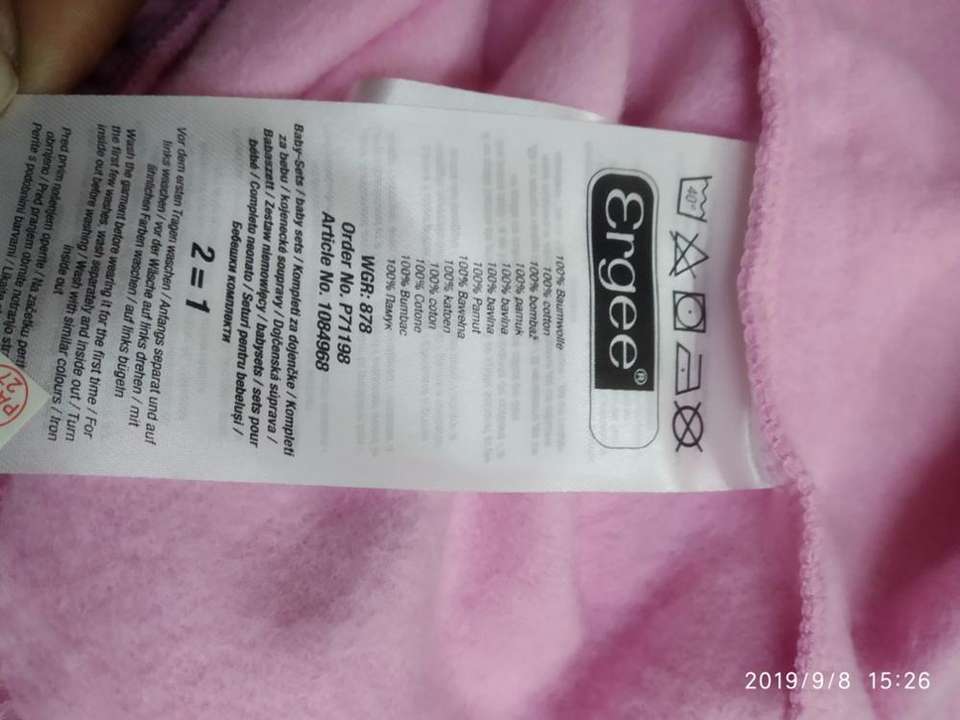 40°
Ergee®
100% Baumwolle
100% cotton
100% bombaž
100% pamuk
100% bavlna
100% bavlna
100% Pamut
100% Bawełna
100% katoen
100% coton
100% Cotone
100% Bumbac
100% Памук
WGR: 878
Order No. P71198
Article No. 1084968
Baby-Sets / baby sets / Kompleti za dojenčke / Kompleti
za bebu / kojenecké soupravy / Dojčenská súprava /
Babaszett / Zestaw niemowlęcy / babysets / sets pour
bébé / Completo neonato / Seturi pentru bebeluși /
Бебешки комплекти
2 = 1
Vor dem ersten Tragen waschen / Anfangs separat und auf
links waschen / vor der Wäsche auf links drehen / mit
ähnlichen Farben waschen / auf links bügeln
Wash the garment before wearing it for the first time / For
the first few washes, wash separately and inside out / Turn
inside out before washing / Wash with similar colours / Iron
inside out
Pred prvim nošenjem operite / Na začetku perite
obrnjeno / Pred pranjem obrnite notranjo str
Perite s podobnimi barvami /
2019/9/8 15:26